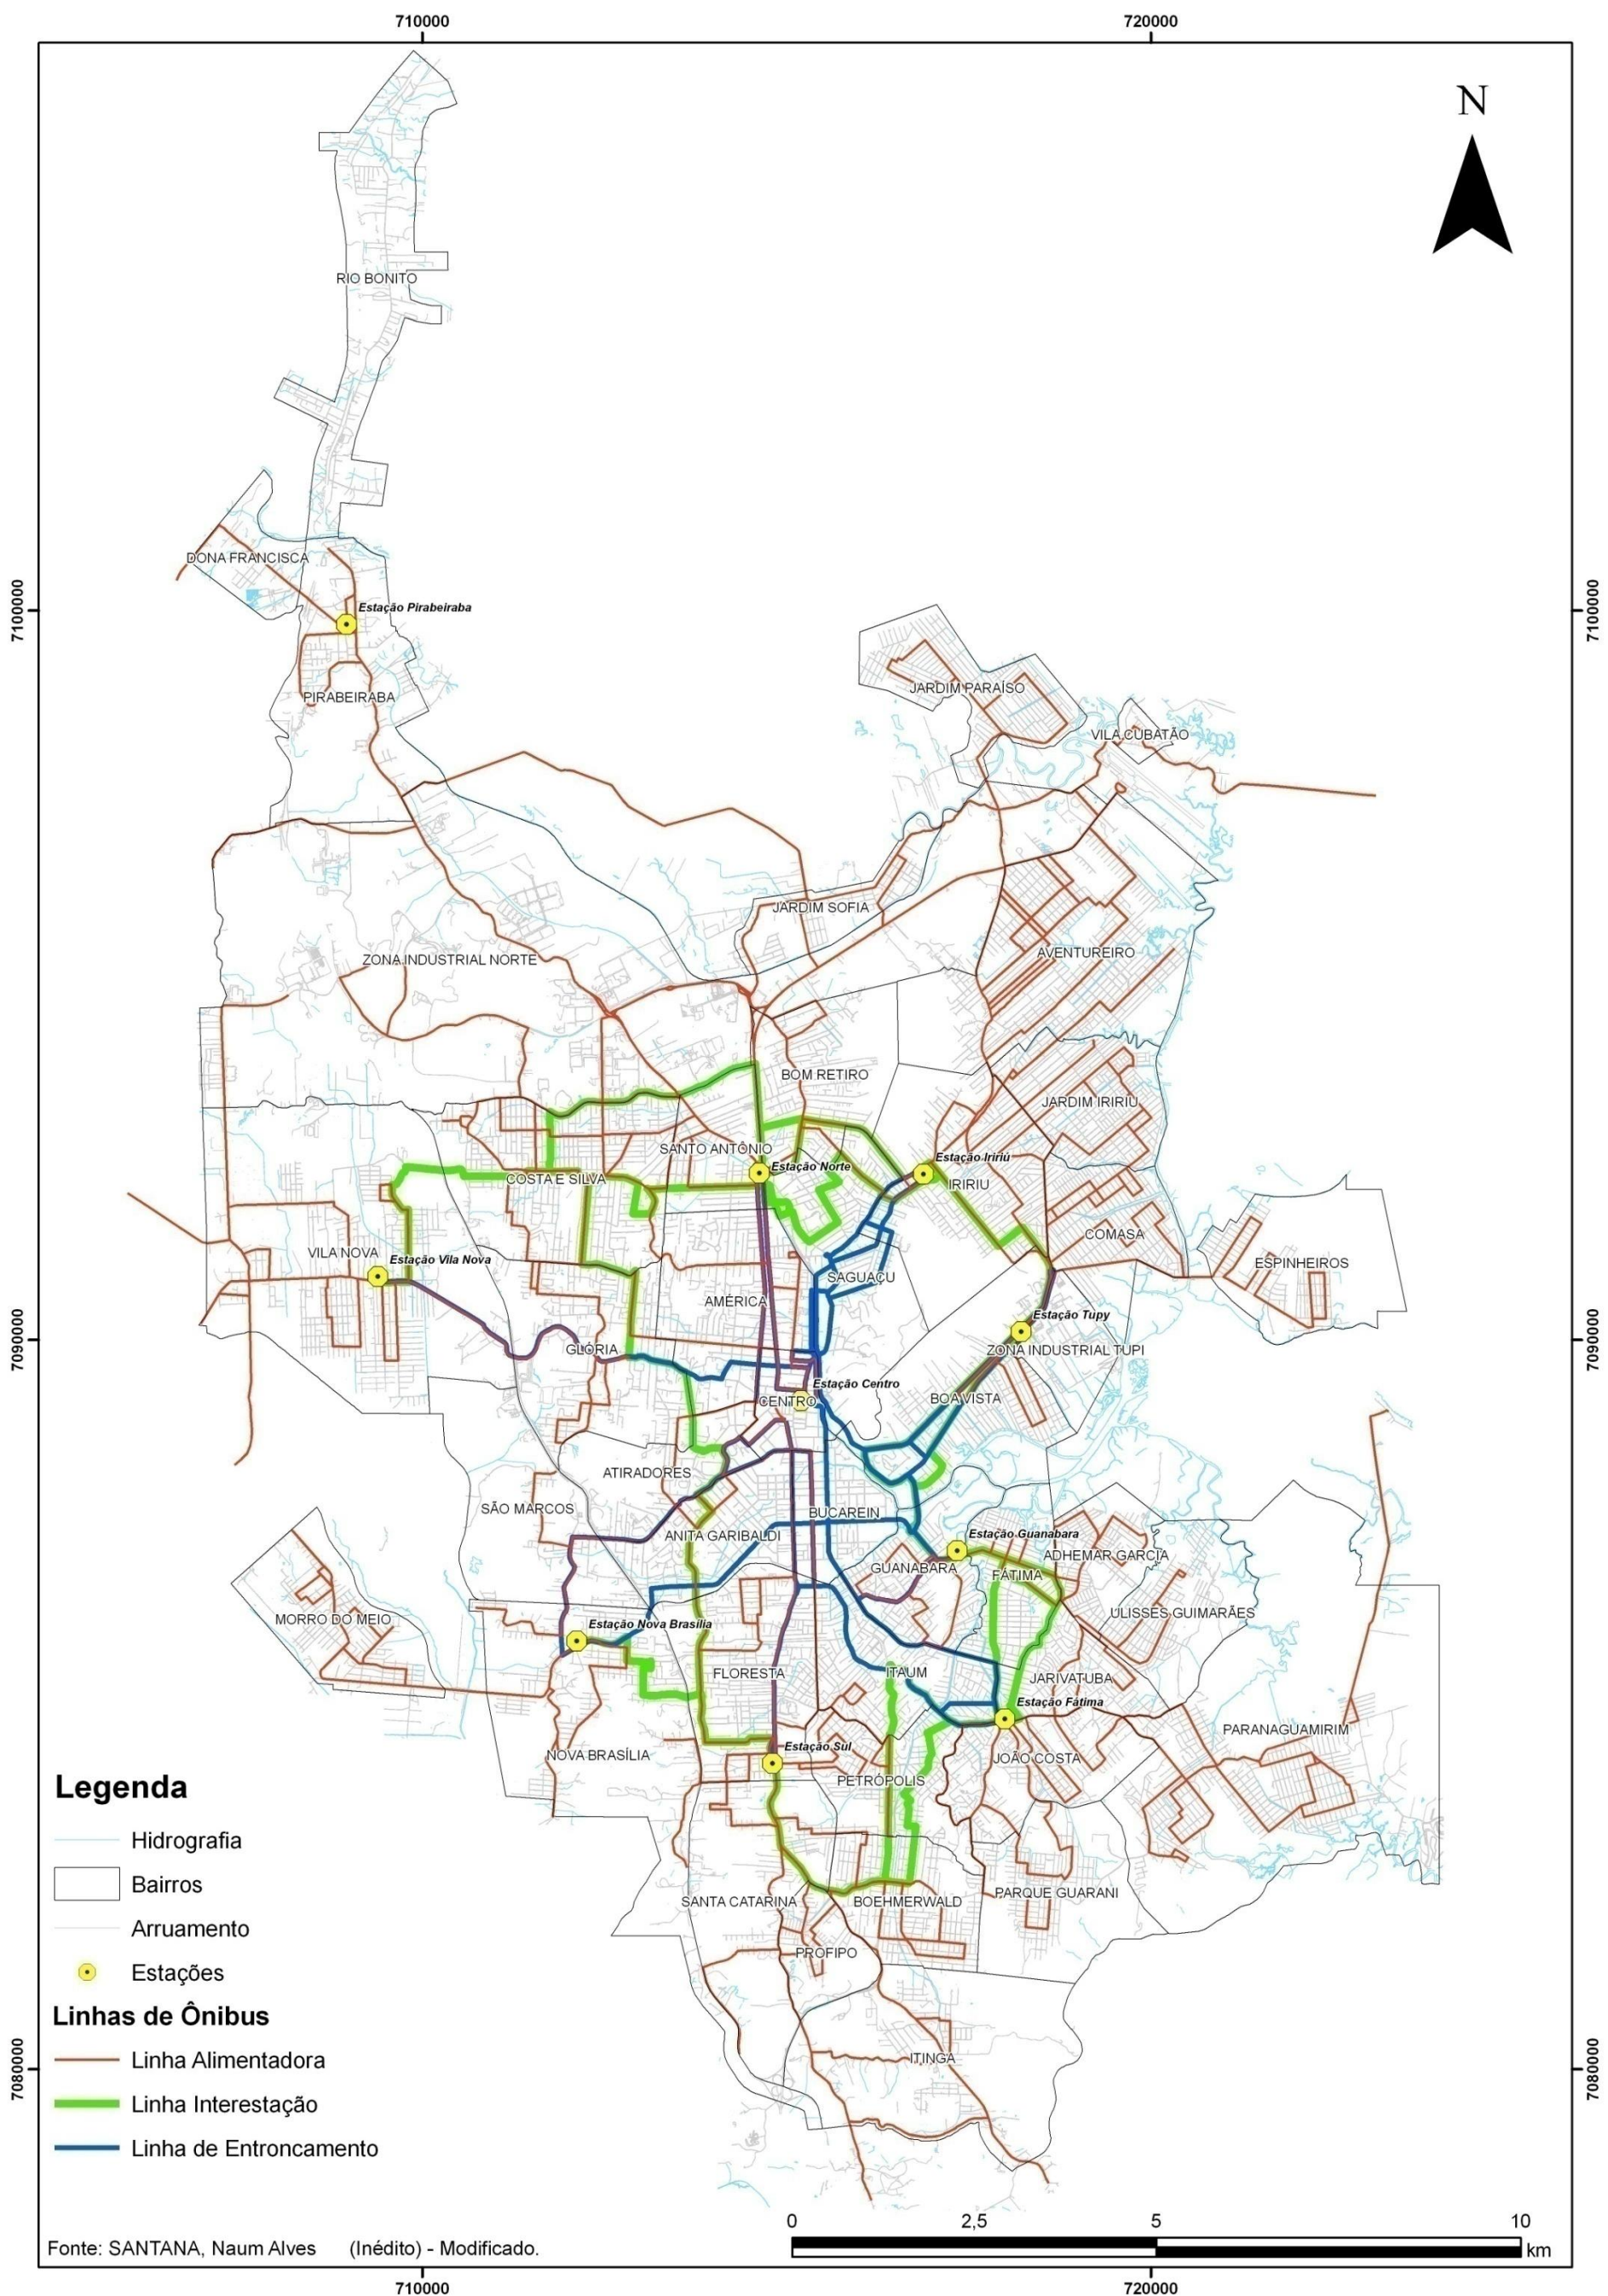 710000
720000
N
RIO BONITO
DONA FRANCISCA
Estação Pirabeiraba
7100000
7100000
PIRABEIRABA
JARDIM PARAÍSO
VILA CUBATÃO
JARDIM SOFIA
ZONA INDUSTRIAL NORTE
AVENTUREIRO
BOM RETIRO
JARDIM IRIRIÚ
SANTO ANTÔNIO
Estação Norte
Estação Iririú
COSTA E SILVA
IRIRIU
COMASA
VILA NOVA
Estação Vila Nova
ESPINHEIROS
SAGUAÇU
AMÉRICA
Estação Tupy
7090000
7090000
GLÓRIA
ZONA INDUSTRIAL TUPI
Estação Centro
CENTRO
BOA VISTA
ATIRADORES
SÃO MARCOS
BUCAREIN
ANITA GARIBALDI
Estação Guanabara
ADHEMAR GARCIA
GUANABARA
FÁTIMA
MORRO DO MEIO
ULISSES GUIMARÃES
Estação Nova Brasília
FLORESTA
ITAUM
JARIVATUBA
Estação Fátima
PARANAGUAMIRIM
NOVA BRASÍLIA
Estação Sul
JOÃO COSTA
PETRÓPOLIS
SANTA CATARINA
BOEHMERWALD
PARQUE GUARANI
PROFIPO
ITINGA
7080000
7080000
Legenda
Hidrografia
Bairros
Arruamento
Estações
Linhas de Ônibus
Linha Alimentadora
Linha Interestação
Linha de Entroncamento
0 2,5 5 10
km
Fonte: SANTANA, Naum Alves (Inédito) - Modificado.
710000
720000